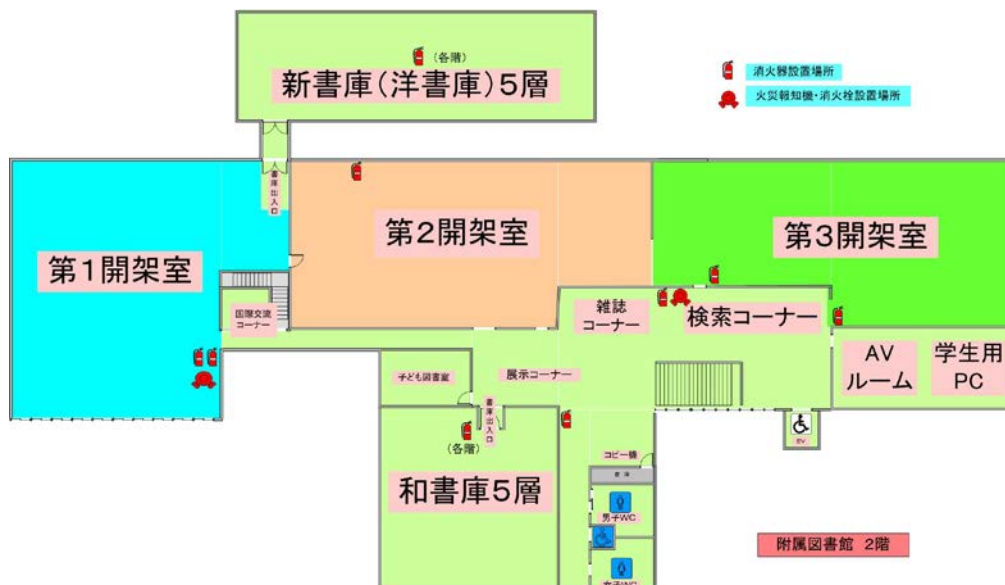 (各階)
新書庫(洋書庫)5層
消火器設置場所
火災報知機・消火栓設置場所
書庫出入口
第1開架室
第2開架室
第3開架室
国際交流
コーナー
雑誌
コーナー
検索コーナー
AV
ルーム
学生用
PC
子ども図書室
展示コーナー
書庫出入口
(各階)
和書庫5層
コピー機
EV
男子WC
女子WC
附属図書館 2階